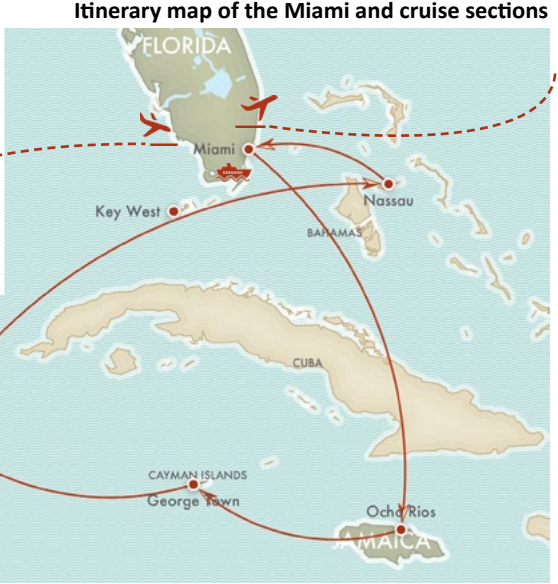 Itinerary map of the Miami and cruise sections
FLORIDA
Miami
Key West
Nassau
BAHAMAS
CUBA
CAYMAN ISLANDS
George Town
Ocho Rios
JAMAICA